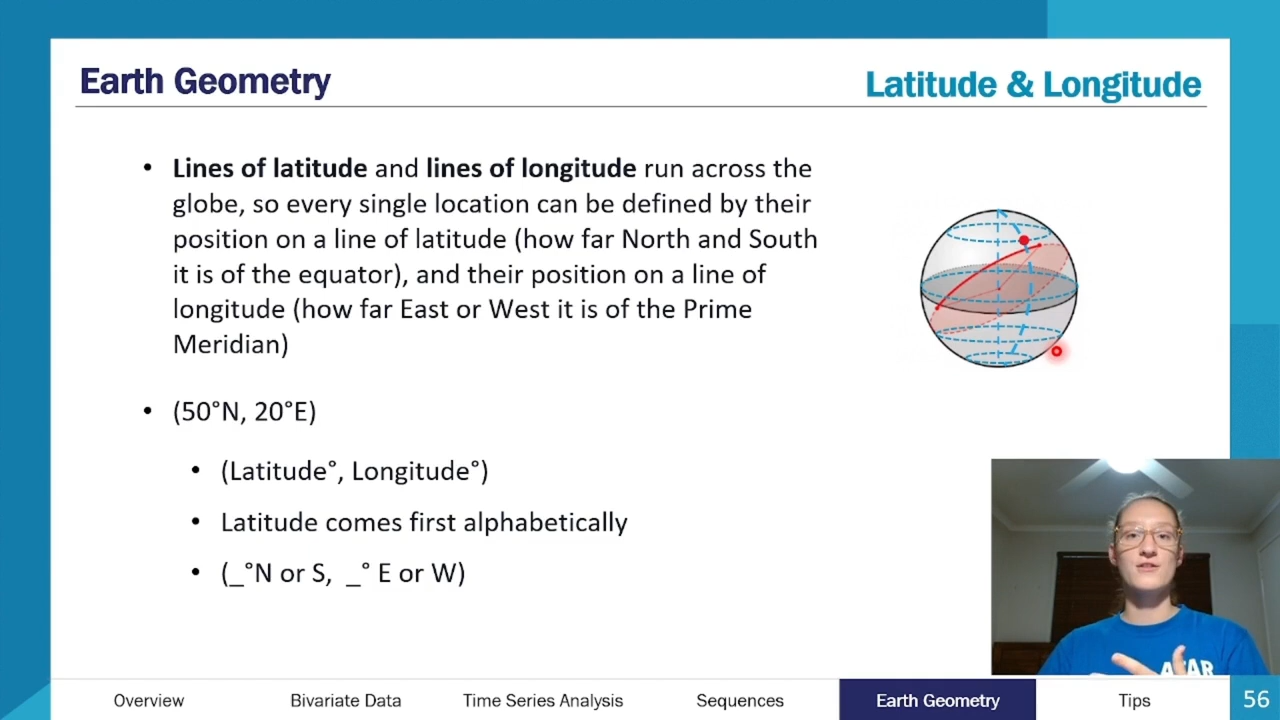 Earth Geometry
Latitude & Longitude
• Lines of latitude and lines of longitude run across the
globe, so every single location can be defined by their
position on a line of latitude (how far North and South
it is of the equator), and their position on a line of
longitude (how far East or West it is of the Prime
Meridian)
• (50°N, 20°E)
• (Latitude°, Longitude°)
• Latitude comes first alphabetically
• (_°N or S, _° E or W)
ATAR
Overview
Bivariate Data
Time Series Analysis
Sequences
Earth Geometry
Tips
56